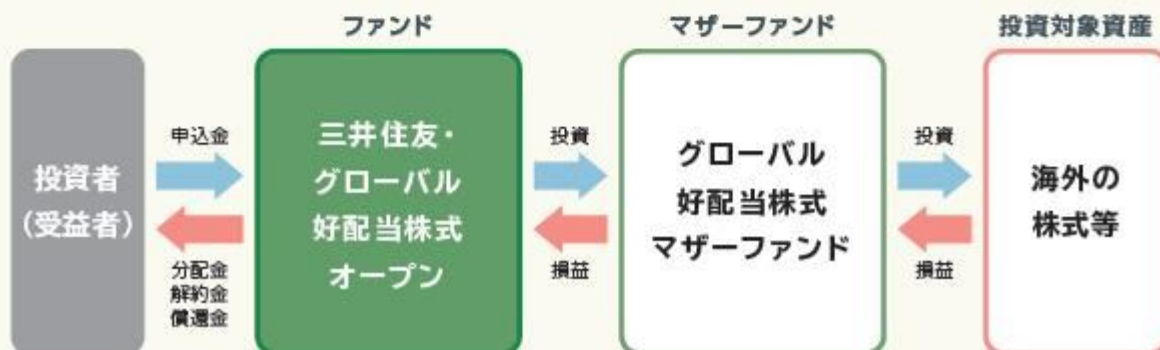 ファンド
マザーファンド
投資対象資産
投資者
（受益者）
申込金
分配金
解約金
償還金
三井住友・
グローバル
好配当株式
オープン
投資
損益
グローバル
好配当株式
マザーファンド
投資
損益
海外の
株式等